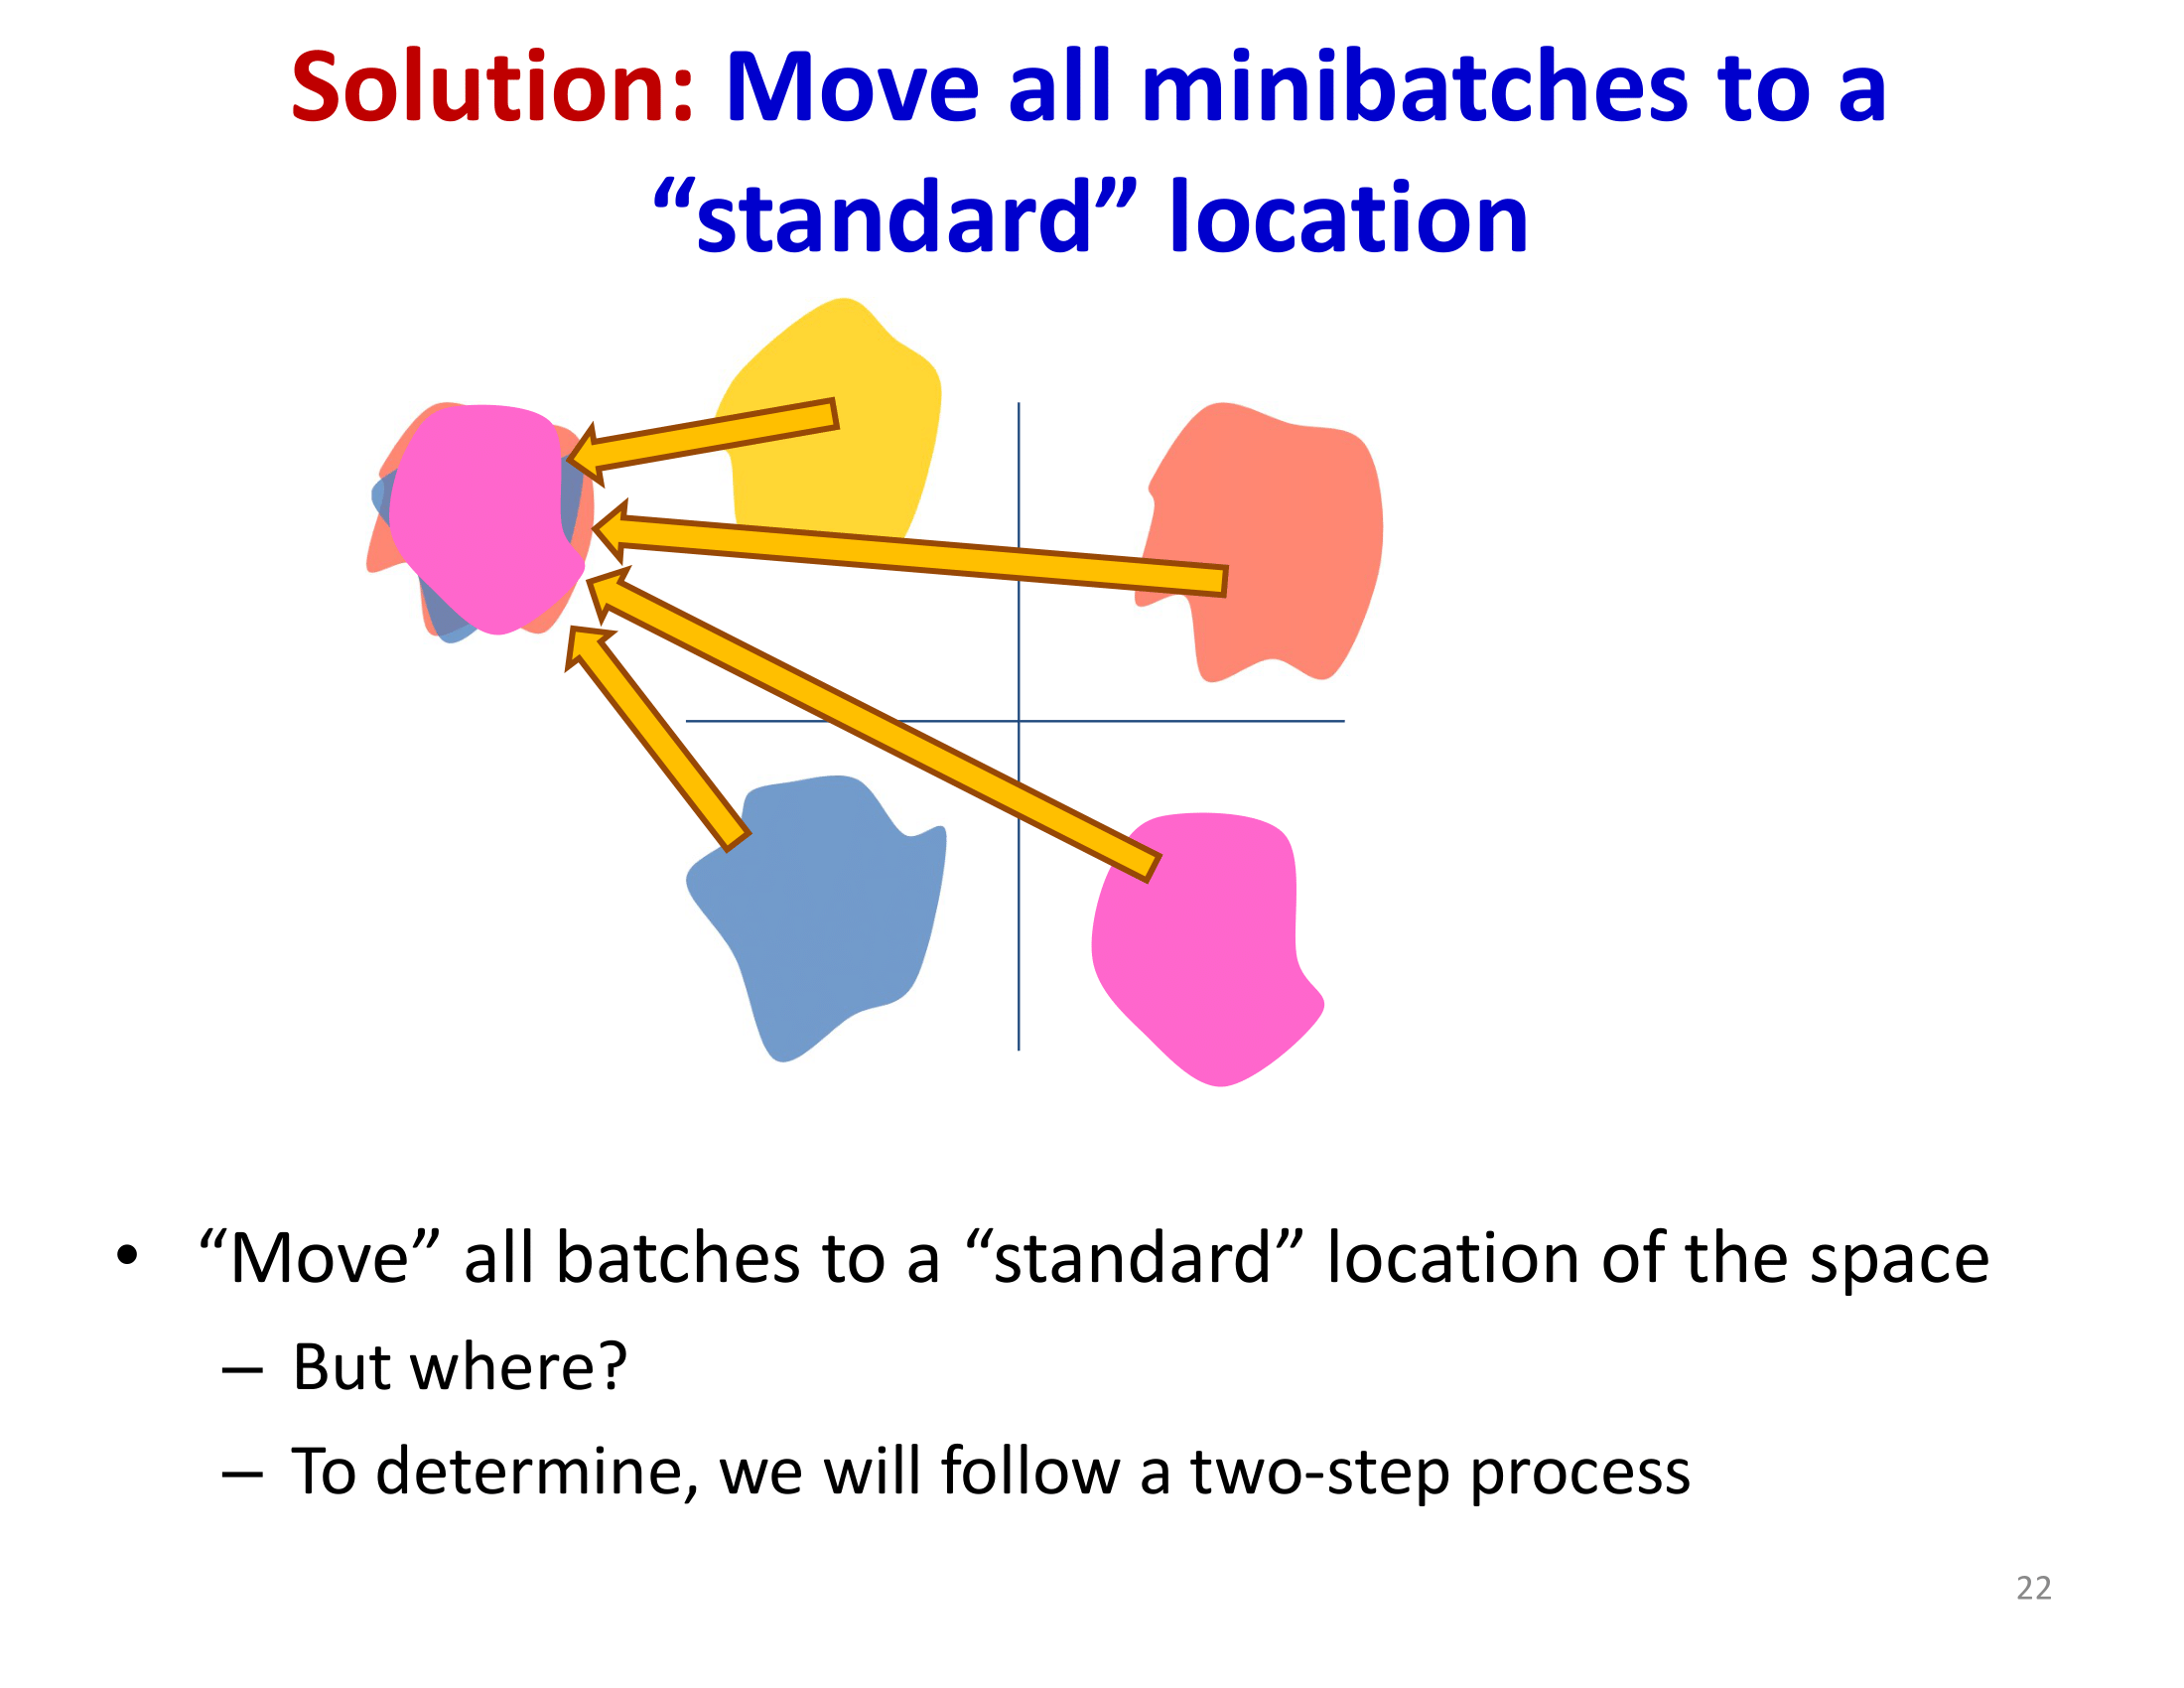 Solution: Move all minibatches to a
“standard” location
• “Move” all batches to a “standard” location of the space
– But where?
– To determine, we will follow a two-step process
22